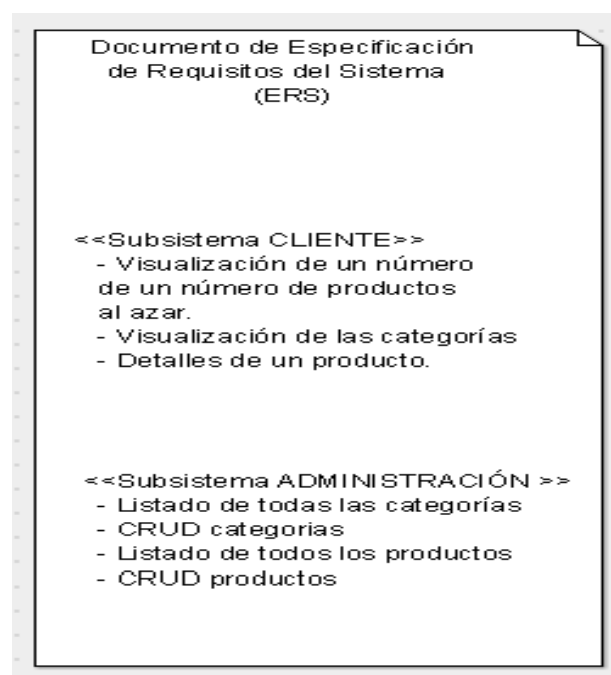 Documento de Especificación
de Requisitos del Sistema
(ERS)
<<Subsistema CLIENTE>>
- Visualización de un número
de un número de productos
al azar.
- Visualización de las categorías
- Detalles de un producto.
<<Subsistema ADMINISTRACIÓN >>
- Listado de todas las categorías
- CRUD categorias
- Listado de todos los productos
- CRUD productos